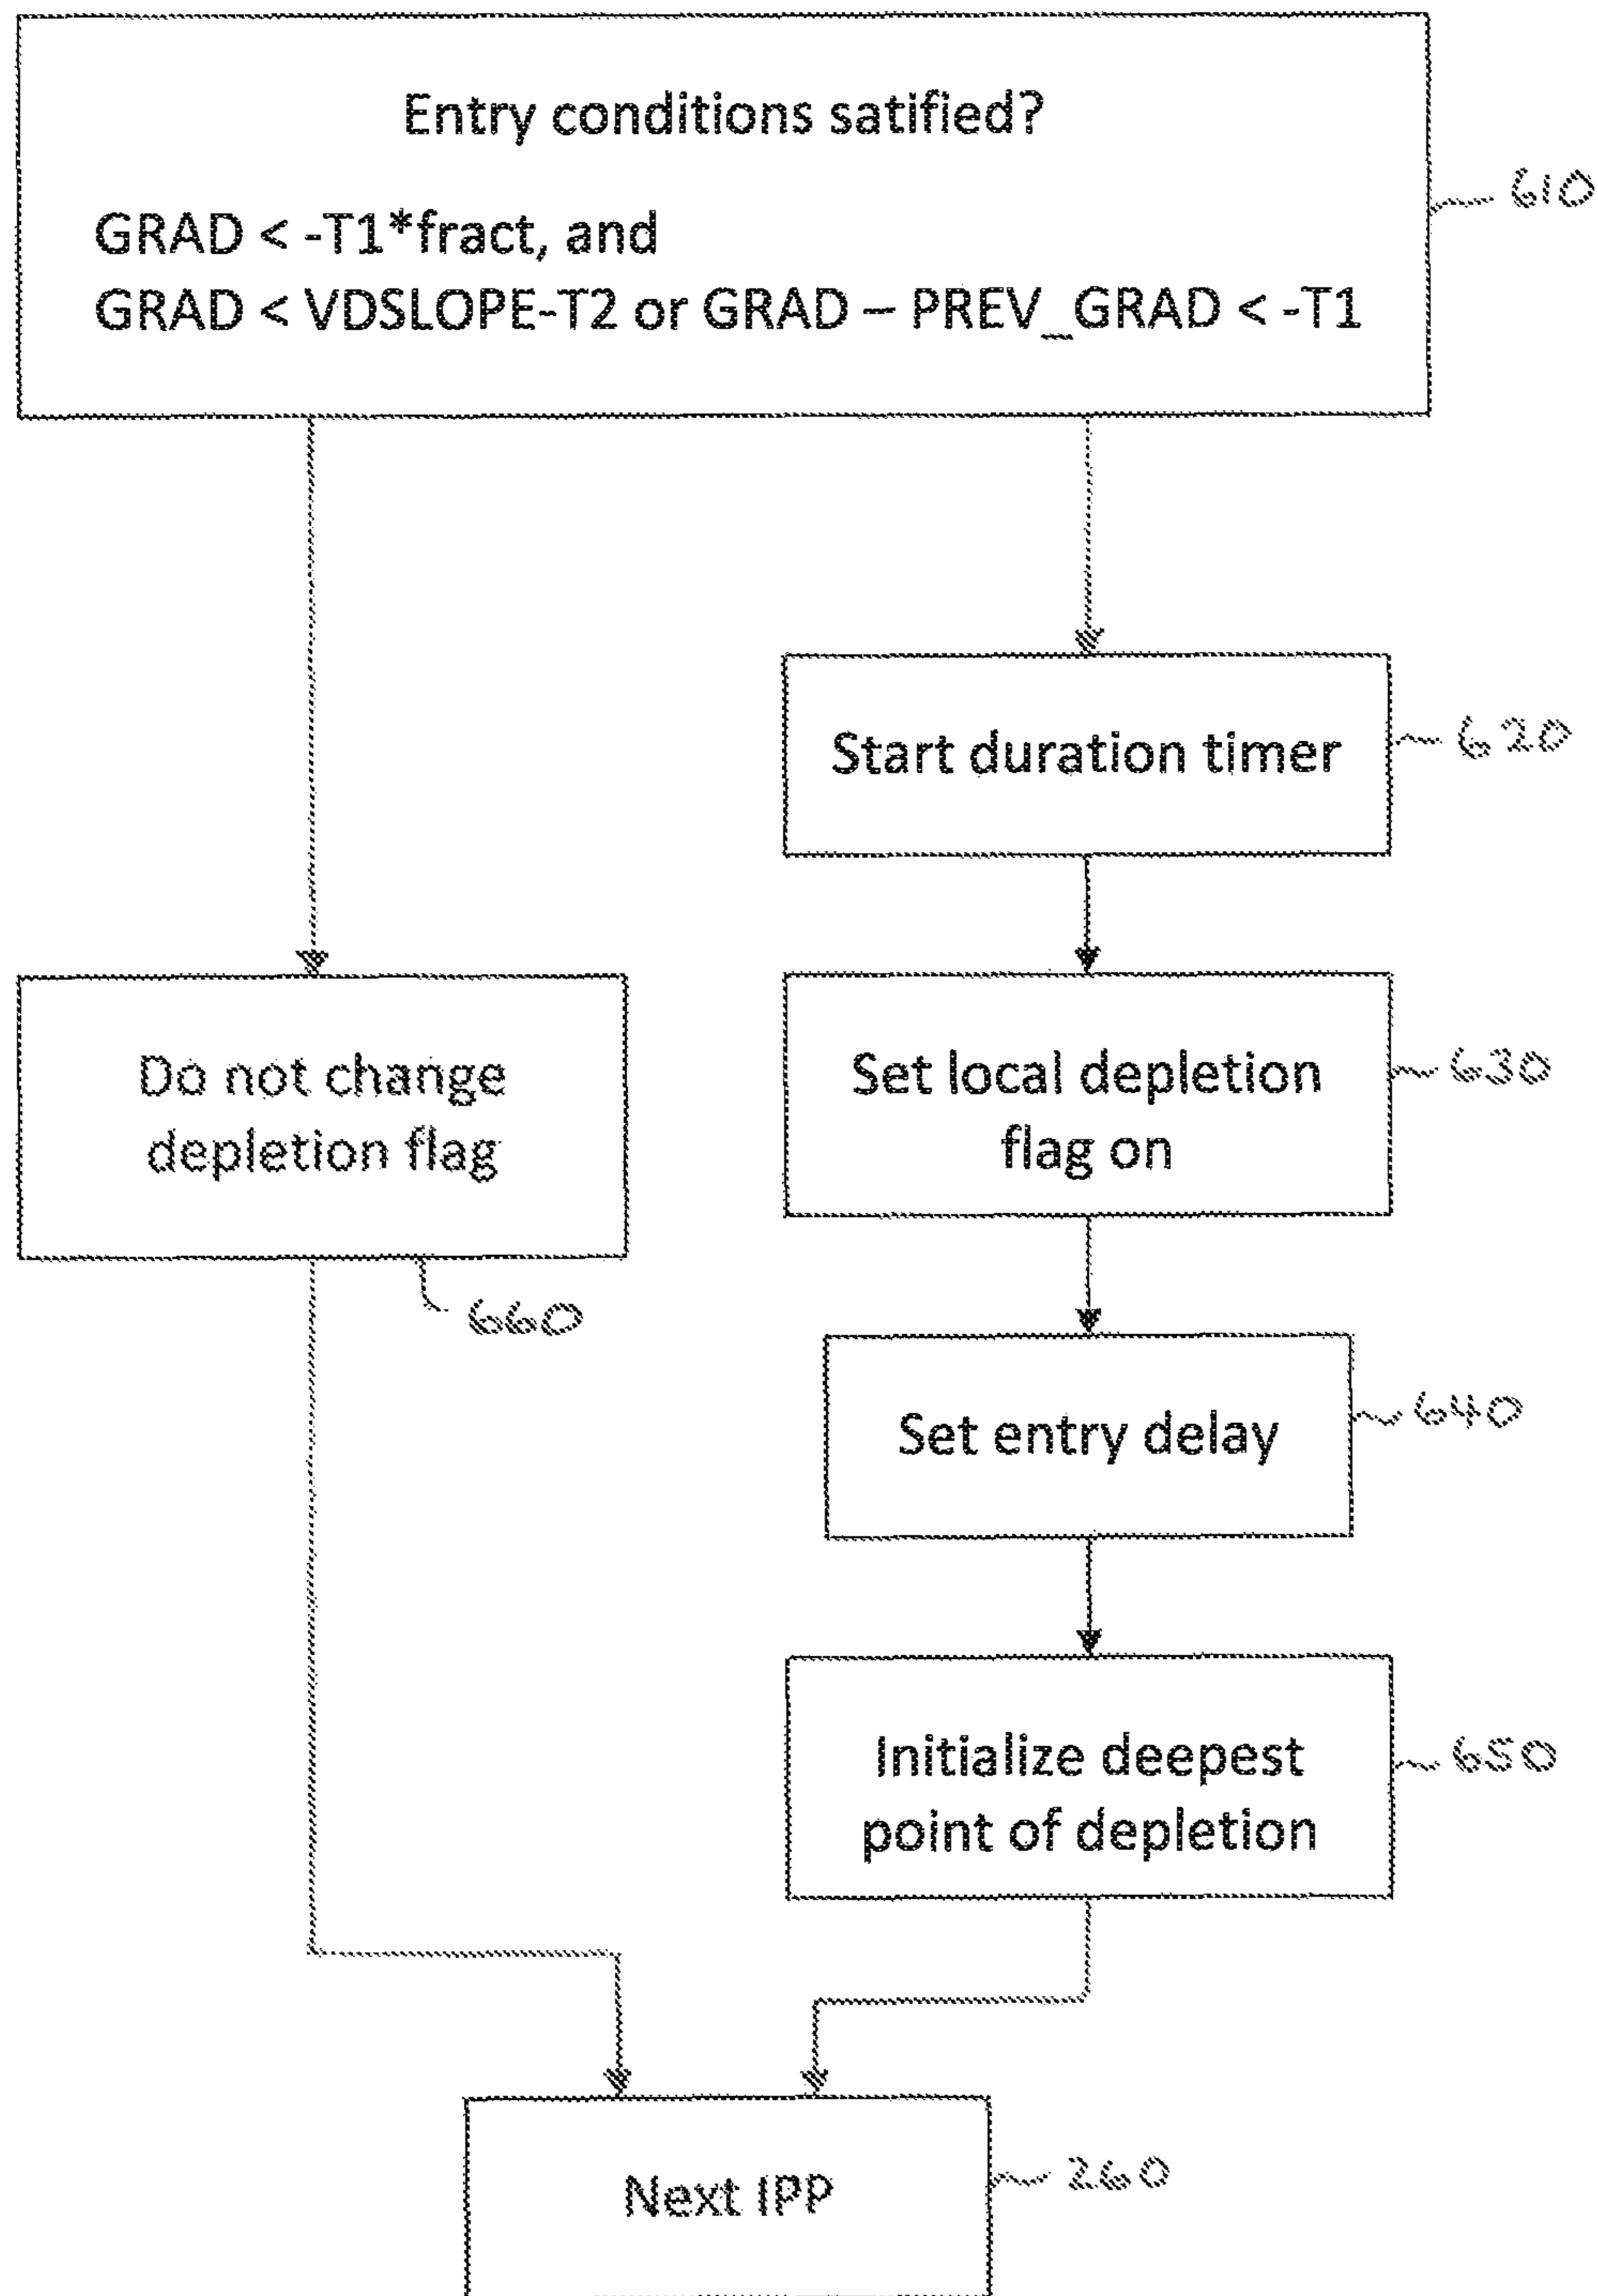 Entry conditions satified?
GRAD < -T1*fract, and
GRAD < VDSLOPE-T2 or GRAD – PREV_GRAD < -T1
610
Start duration timer
620
Do not change
depletion flag
660
Set local depletion
flag on
630
Set entry delay
640
Initialize deepest
point of depletion
650
Next IPP
260